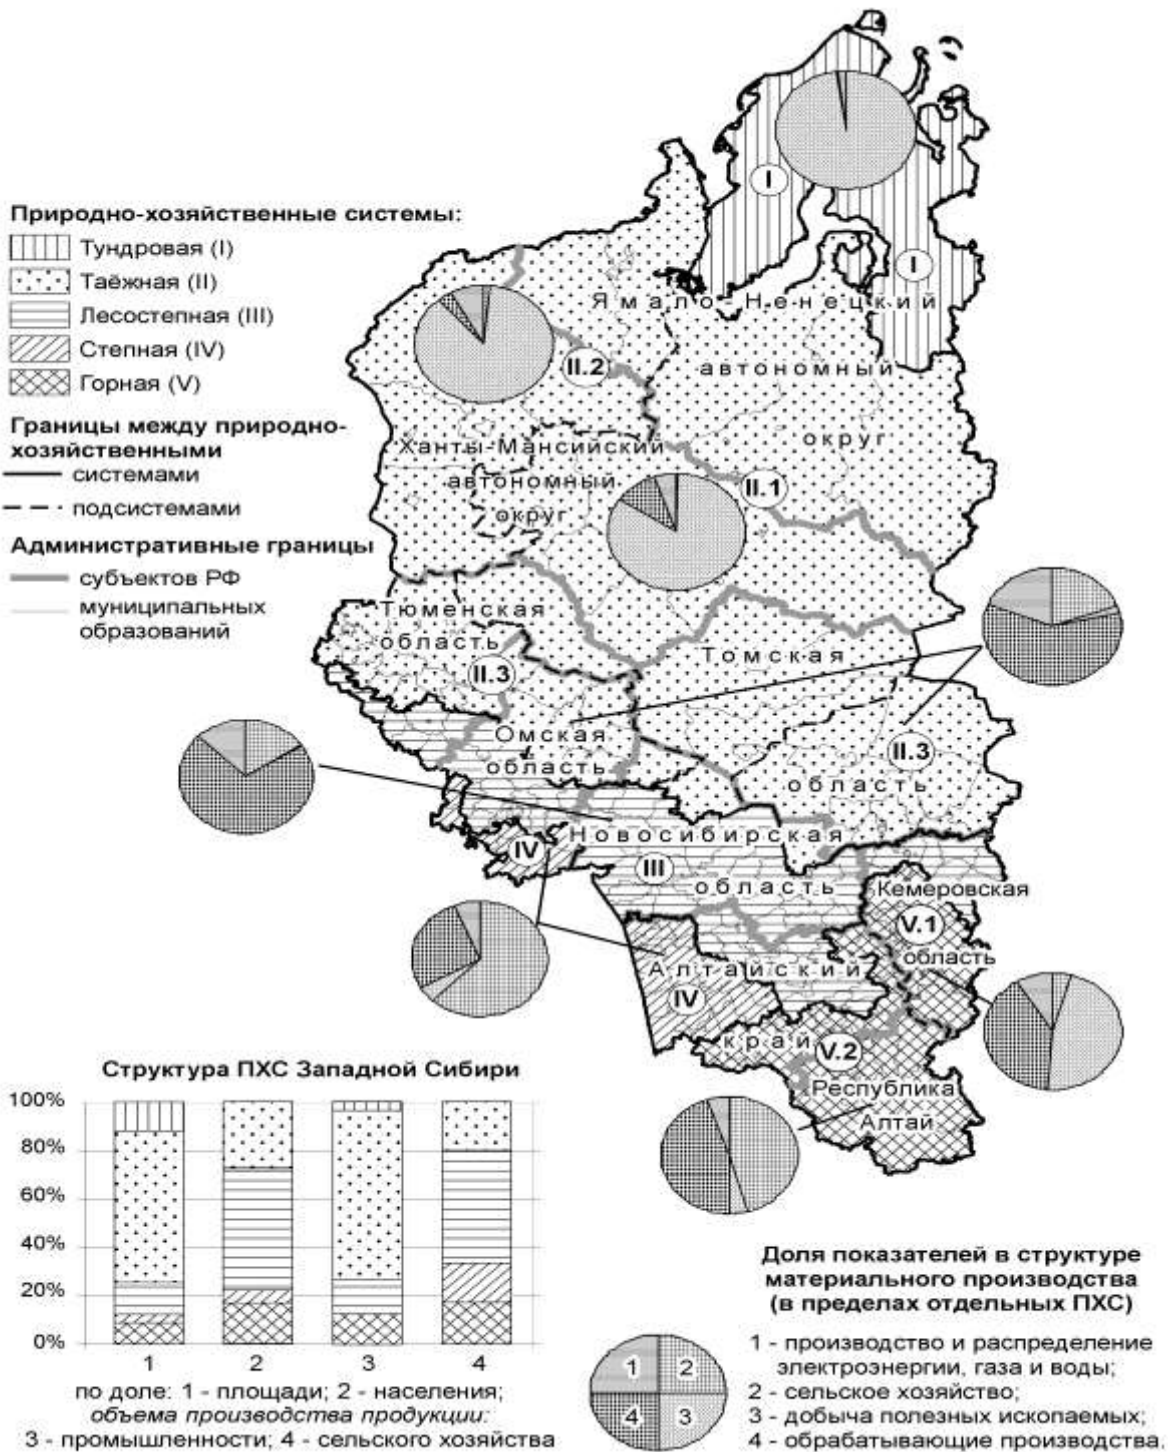 Природно-хозяйственные системы:
Тундровая (I)
Таёжная (II)
Лесостепная (III)
Степная (IV)
Горная (V)
Границы между природно-
хозяйственными
системами
подсистемами
Административные границы
субъектов РФ
муниципальных
образований
I
I
Ямало-Ненецкий
автономный
округ
II.2
Ханты-Мансийский
автономный
округ
II.1
Тюменская
область
II.3
Томская
область
II.3
Омская
область
IV
Новосибирская
область
III
Кемеровская
область
V.1
Алтайский
край
IV
V.2
Республика
Алтай
Структура ПХС Западной Сибири
100%
80%
60%
40%
20%
0%
1 2 3 4
по доле: 1 - площади; 2 - населения;
объема производства продукции:
3 - промышленности; 4 - сельского хозяйства
Доля показателей в структуре
материального производства
(в пределах отдельных ПХС)
1 2
4 3
1 - производство и распределение
электроэнергии, газа и воды;
2 - сельское хозяйство;
3 - добыча полезных ископаемых;
4 - обрабатывающие производства